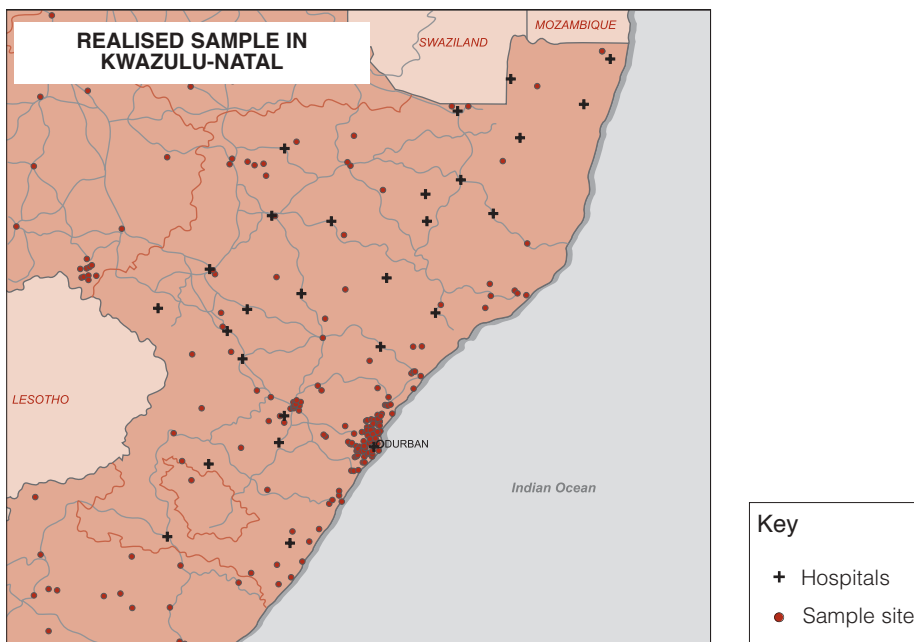 REALISED SAMPLE IN
KWAZULU-NATAL
MOZAMBIQUE
SWAZILAND
LESOTHO
DURBAN
Indian Ocean
Key
Hospitals
Sample site